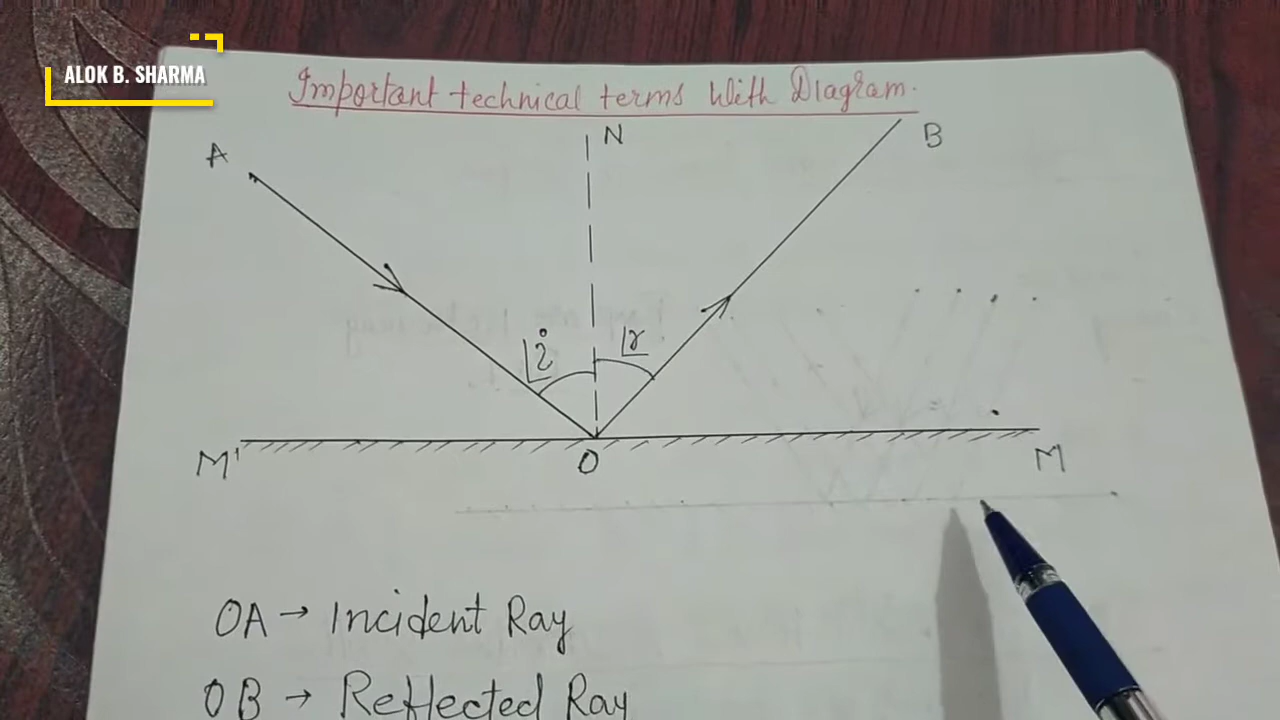 ALOK B. SHARMA
Important technical terms With Diagram.
A
N
B
∠i
∠r
M'
O
M
OA → Incident Ray
OB → Reflected Ray